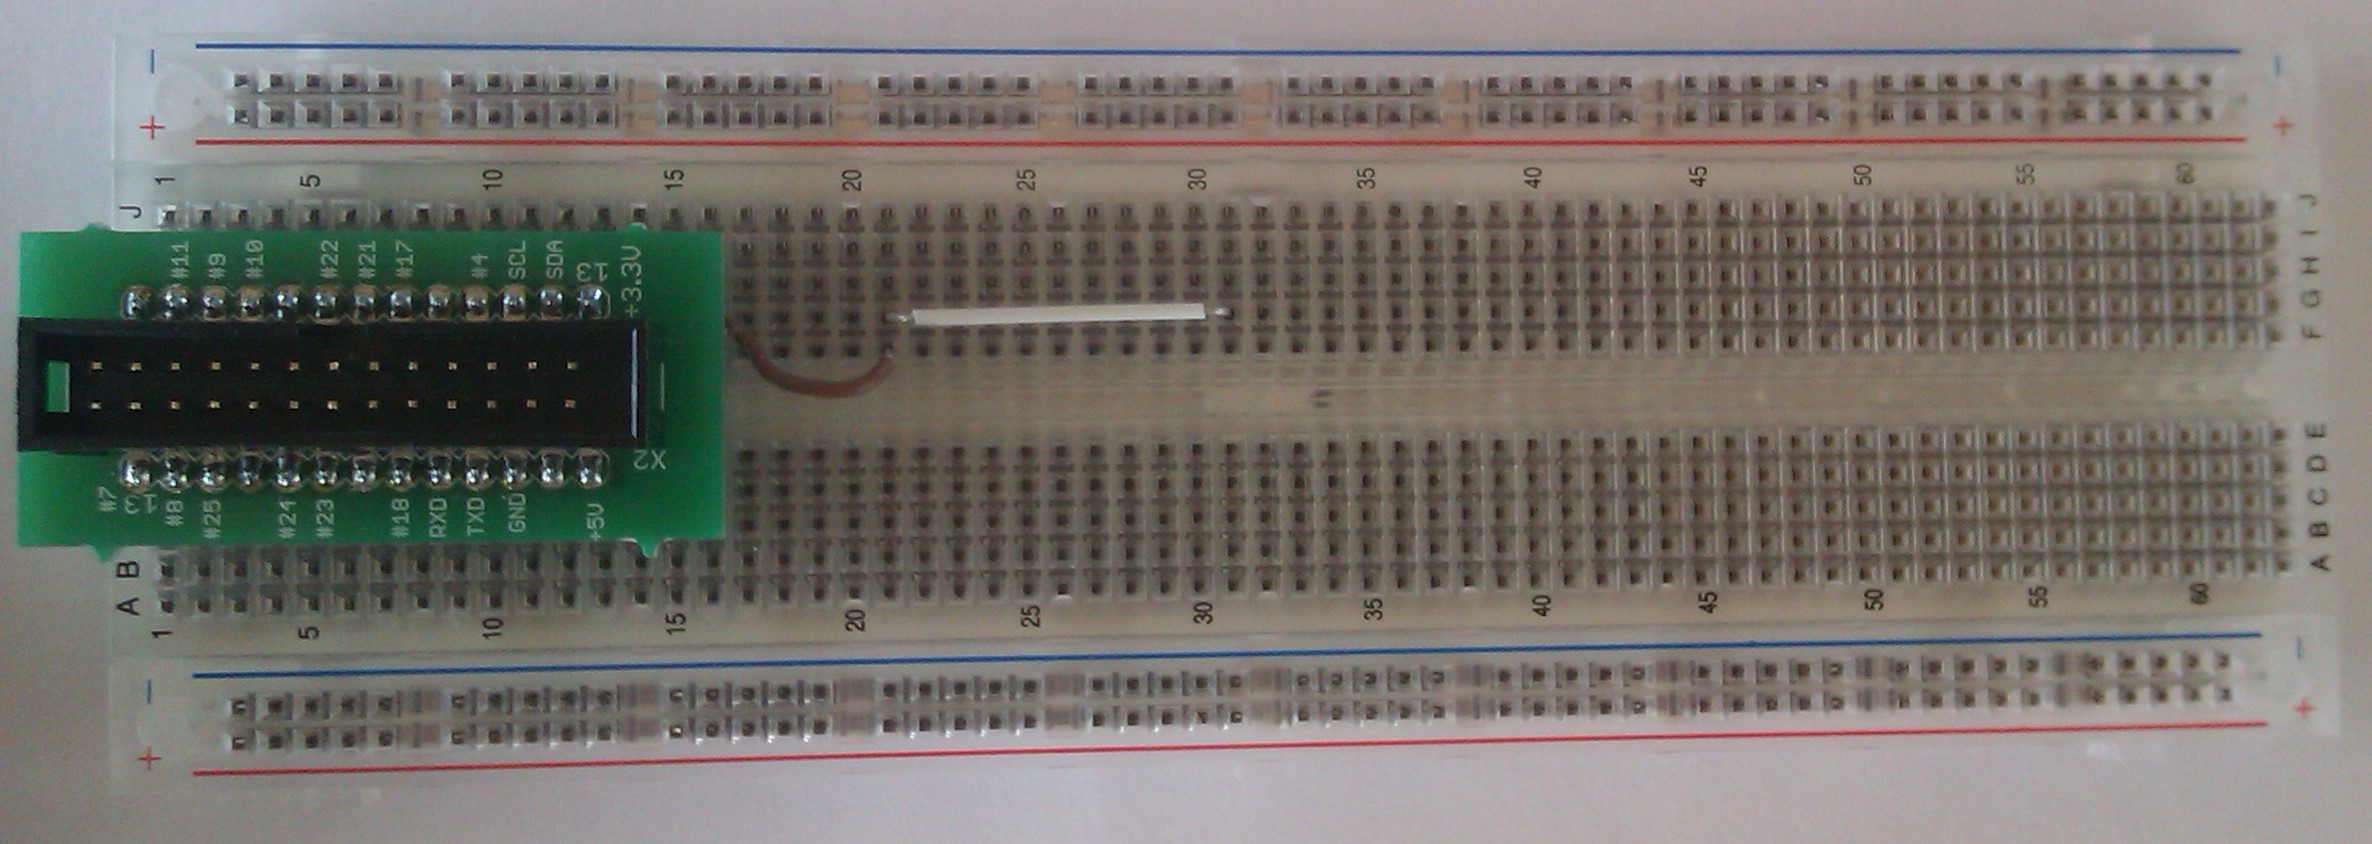 − −
+ +
1 5 10 15 20 25 30 35 40 45 50 55 60
J J
#11 #9 #10 #22 #21 #17 #4 SCL SDA 13 +3.3V
I
H
G
F
X2
E
D
#7 13 #8 #25 #24 #23 #18 RXD TXD GND +5V
C
B B
A A
1 5 10 15 20 25 30 35 40 45 50 55 60
− −
+ +